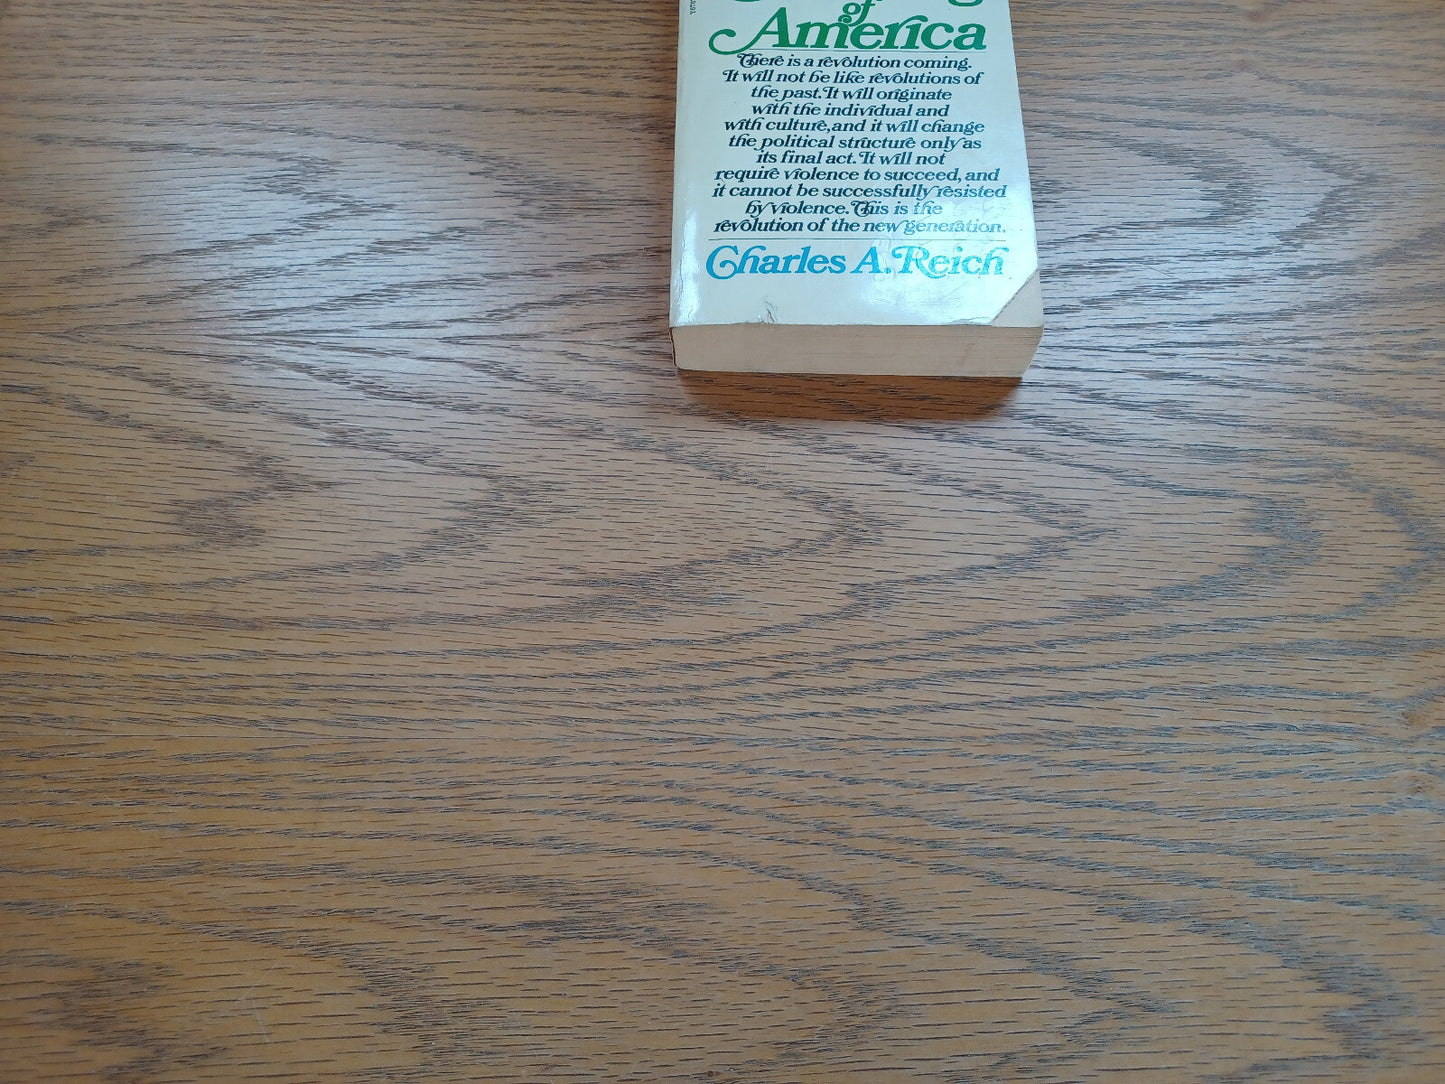 of
America
There is a revolution coming.
It will not be like revolutions of
the past. It will originate
with the individual and
with culture, and it will change
the political structure only as
its final act. It will not
require violence to succeed, and
it cannot be successfully resisted
by violence. This is the
revolution of the new generation.
Charles A. Reich